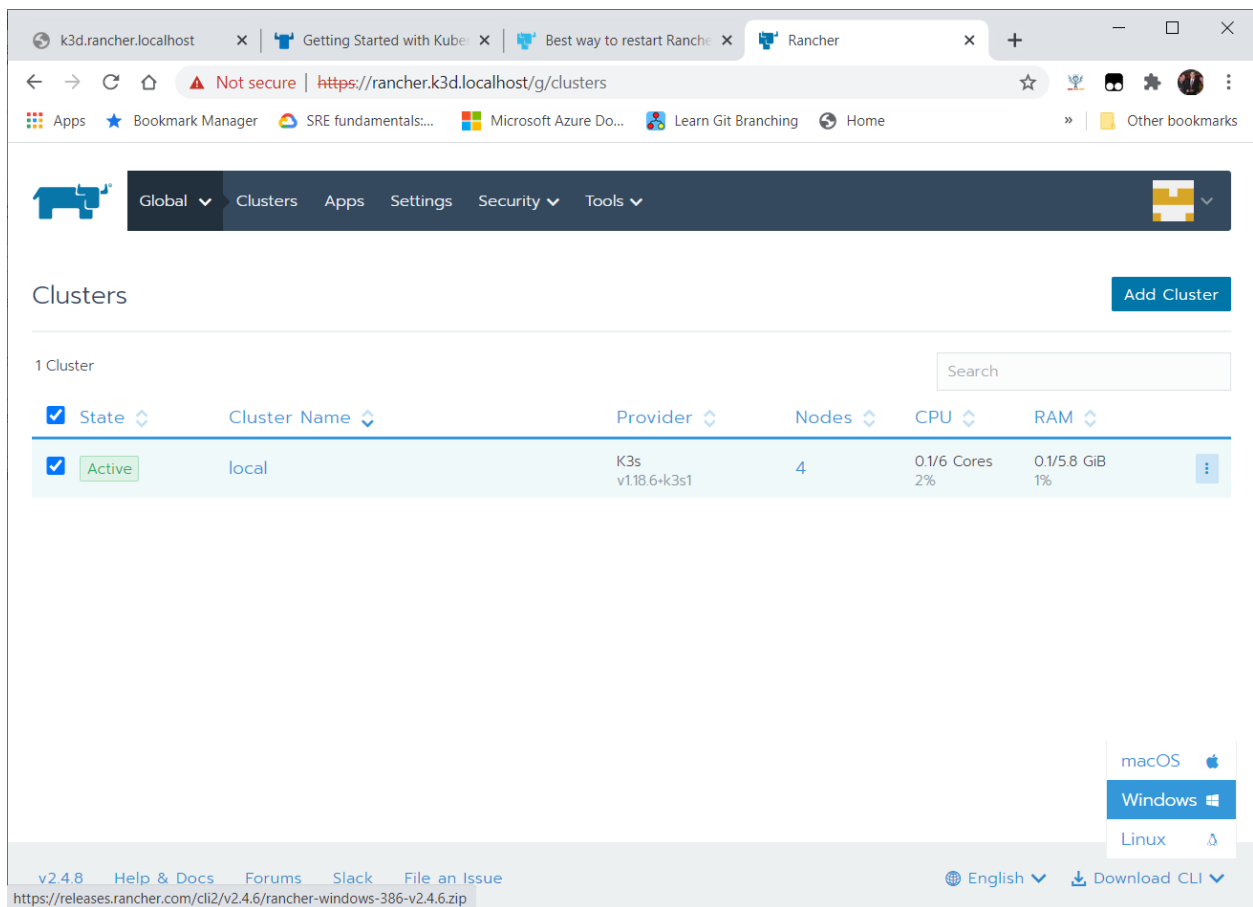 k3d.rancher.localhost
Getting Started with Kube
Best way to restart Ranche
Rancher
Not secure | https://rancher.k3d.localhost/g/clusters
Apps Bookmark Manager SRE fundamentals:... Microsoft Azure Do... Learn Git Branching Home » Other bookmarks
Global Clusters Apps Settings Security Tools
Clusters
Add Cluster
1 Cluster
Search
State Cluster Name Provider Nodes CPU RAM
Active local K3s 4 0.1/6 Cores 0.1/5.8 GiB
v1.18.6+k3s1 2% 1%
macOS
Windows
Linux
v2.4.8 Help & Docs Forums Slack File an Issue English Download CLI
https://releases.rancher.com/cli2/v2.4.6/rancher-windows-386-v2.4.6.zip